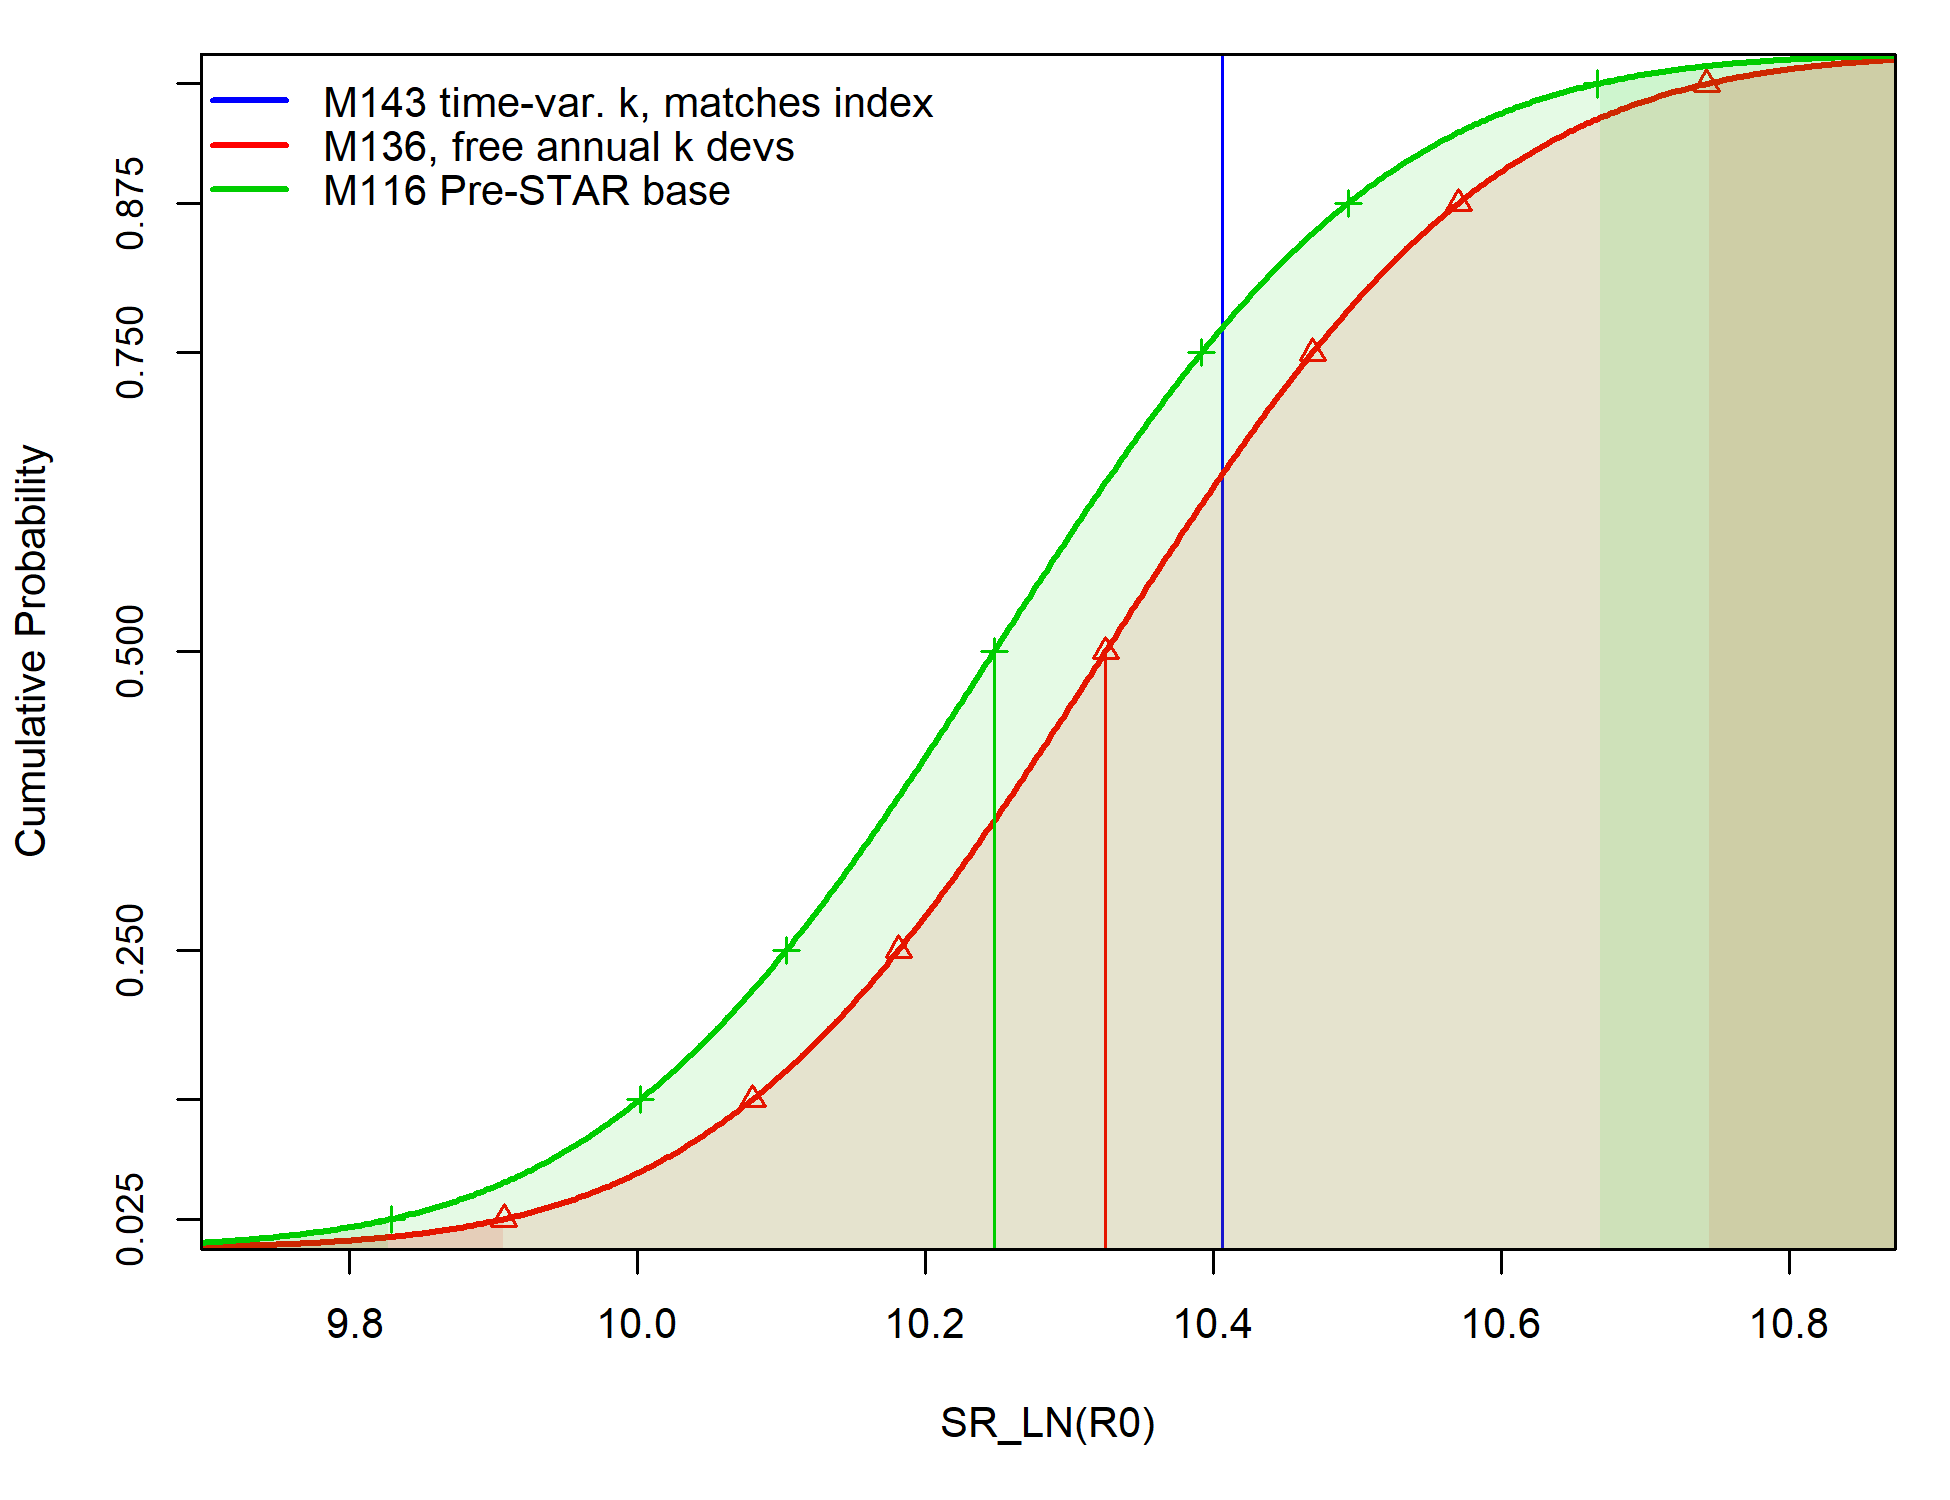 M143 time-var. k, matches index
M136, free annual k devs
M116 Pre-STAR base
Cumulative Probability
0.875
0.750
0.500
0.250
0.025
9.8 10.0 10.2 10.4 10.6 10.8
SR_LN(R0)